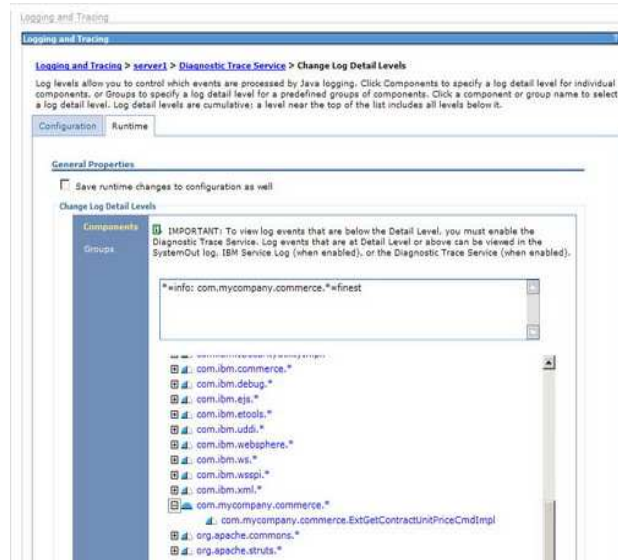 Logging and Tracing
Logging and Tracing
Logging and Tracing > server1 > Diagnostic Trace Service > Change Log Detail Levels
Log levels allow you to control which events are processed by Java logging. Click Components to specify a log detail level for individual
components, or Groups to specify a log detail level for a predefined groups of components. Click a component or group name to select
a log detail level. Log detail levels are cumulative: a level near the top of the list includes all levels below it.
Configuration Runtime
General Properties
Save runtime changes to configuration as well
Change Log Detail Levels
Components
Groups
IMPORTANT: To view log events that are below the Detail Level, you must enable the
Diagnostic Trace Service. Log events that are at Detail Level or above can be viewed in the
SystemOut log, IBM Service Log (when enabled), or the Diagnostic Trace Service (when enabled).
*=info: com.mycompany.commerce.*=finest
com.ibm.commerce.*
com.ibm.debug.*
com.ibm.ejs.*
com.ibm.etools.*
com.ibm.uddi.*
com.ibm.websphere.*
com.ibm.ws.*
com.ibm.wsspi.*
com.ibm.xml.*
com.mycompany.commerce.*
com.mycompany.commerce.ExtGetContractUnitPriceCmdImpl
org.apache.commons.*
org.apache.struts.*